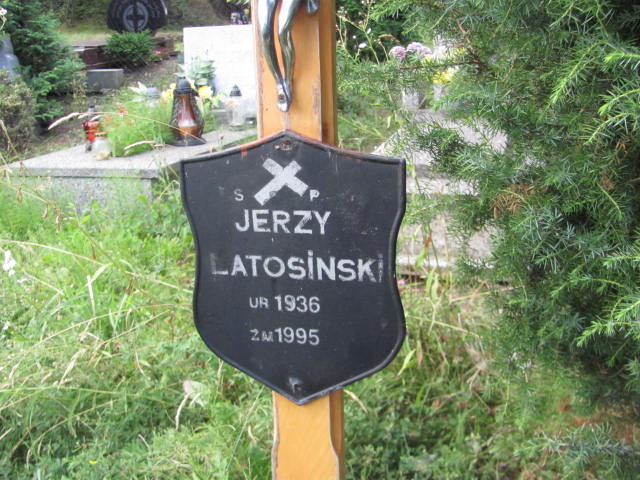 S P
JERZY
LATOSIŃSKI
UR 1936
ZM 1995